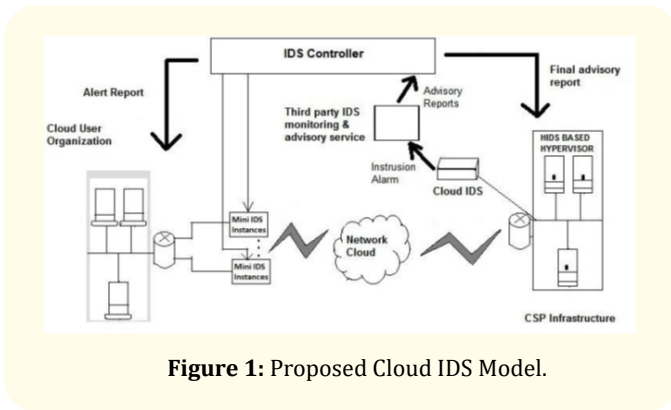 IDS Controller
Alert Report
Final advisory
report
Advisory
Reports
Third party IDS
monitoring &
advisory service
Cloud User
Organization
HIDS BASED
HYPERVISOR
Instrusion
Alarm
Cloud IDS
Mini IDS
Instances
Network
Cloud
Mini IDS
Instances
CSP Infrastructure
Figure 1: Proposed Cloud IDS Model.